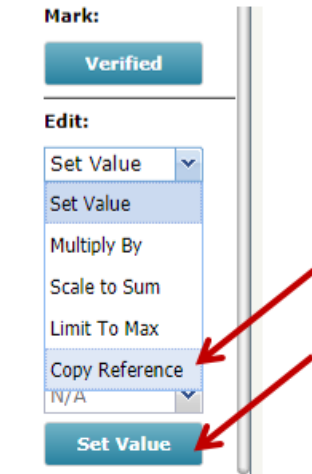 Mark:
Verified
Edit:
Set Value
Set Value
Multiply By
Scale to Sum
Limit To Max
Copy Reference
N/A
Set Value